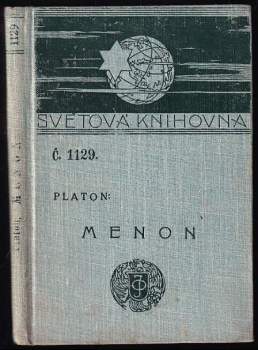 SVĚTOVÁ KNIHOVNA
Č. 1129.
PLATON:
MENON
1129